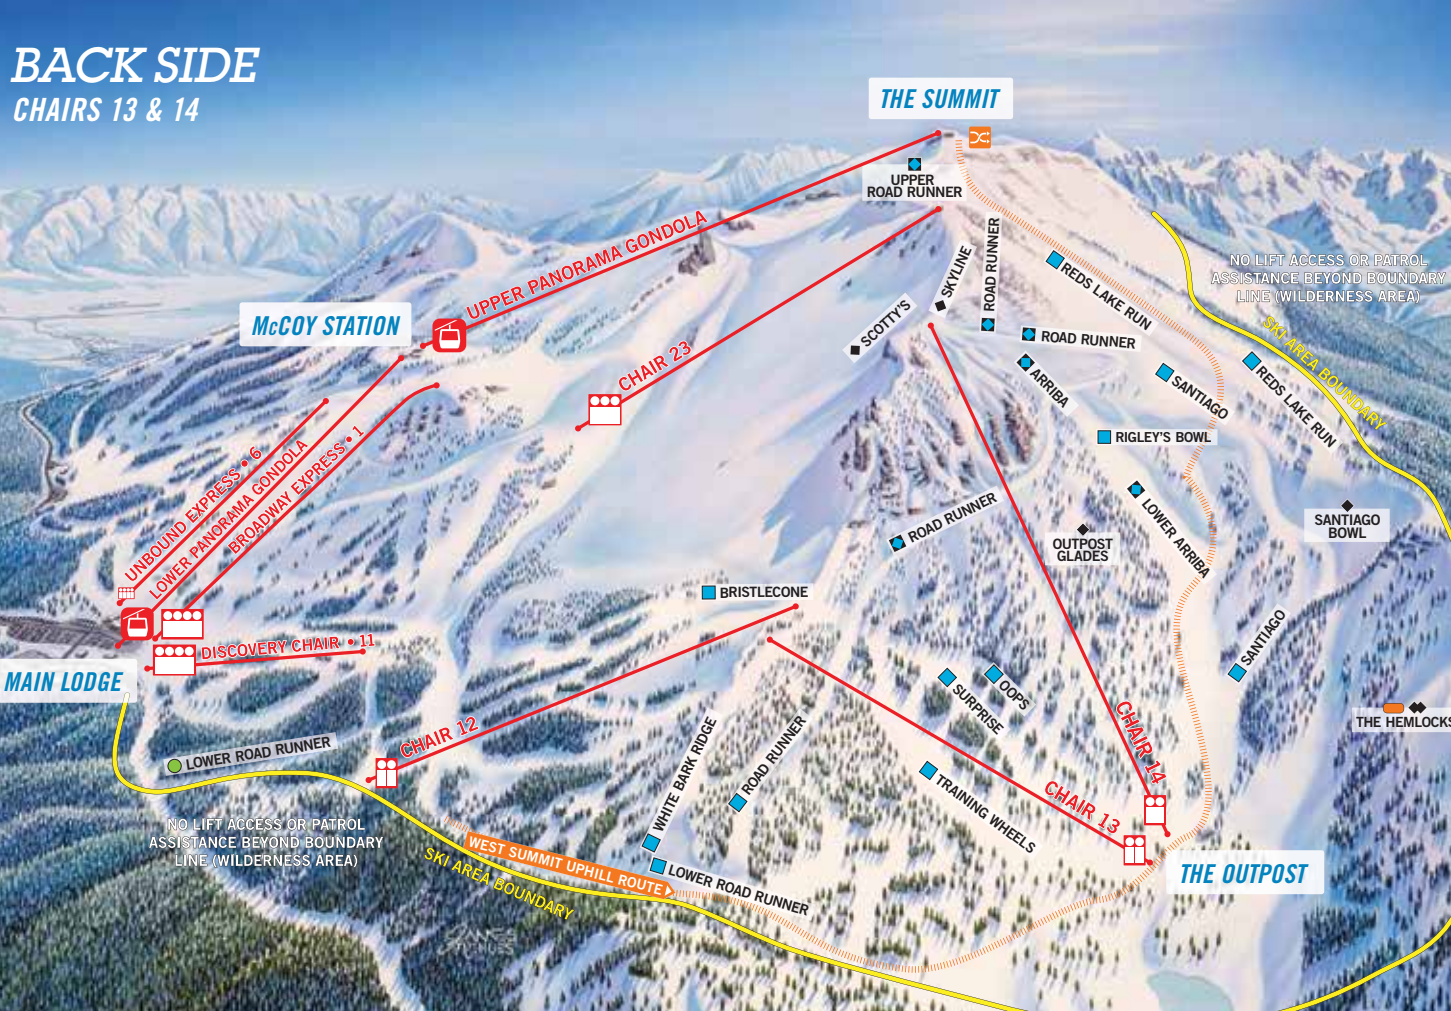 BACK SIDE
CHAIRS 13 & 14
THE SUMMIT
UPPER
ROAD RUNNER
UPPER PANORAMA GONDOLA
McCOY STATION
CHAIR 23
SCOTTY'S
SKYLINE
ROAD RUNNER
REDS LAKE RUN
ROAD RUNNER
ARRIBA
SANTIAGO
REDS LAKE RUN
NO LIFT ACCESS OR PATROL
ASSISTANCE BEYOND BOUNDARY
LINE (WILDERNESS AREA)
SKI AREA BOUNDARY
RIGLEY'S BOWL
UNBOUND EXPRESS • 6
LOWER PANORAMA GONDOLA
BROADWAY EXPRESS • 1
ROAD RUNNER
OUTPOST
GLADES
LOWER ARRIBA
SANTIAGO
BOWL
BRISTLECONE
DISCOVERY CHAIR • 11
MAIN LODGE
SANTIAGO
SURPRISE
OOPS
THE HEMLOCKS
CHAIR 12
LOWER ROAD RUNNER
WHITE BARK RIDGE
ROAD RUNNER
TRAINING WHEELS
CHAIR 13
CHAIR 14
NO LIFT ACCESS OR PATROL
ASSISTANCE BEYOND BOUNDARY
LINE (WILDERNESS AREA)
WEST SUMMIT UPHILL ROUTE
SKI AREA BOUNDARY
LOWER ROAD RUNNER
THE OUTPOST